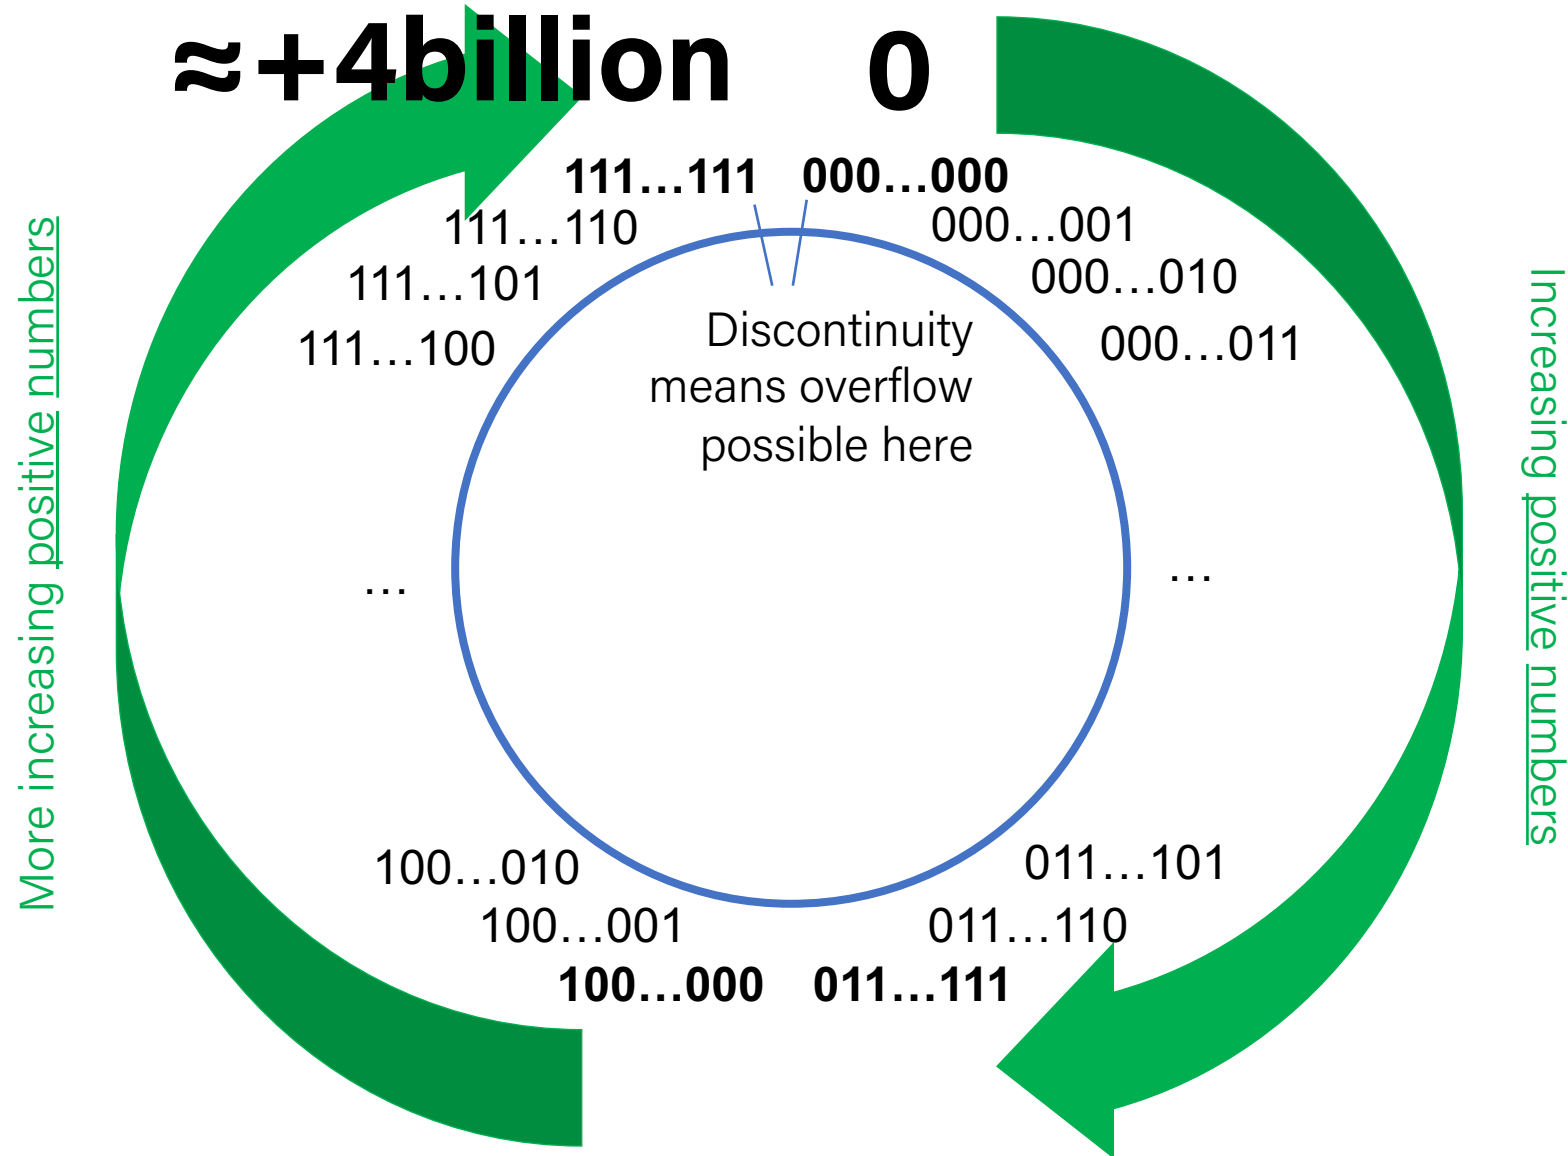 ≈+4billion 0
111…111 000…000
111…110 000…001
111…101 000…010
111…100 000…011
Discontinuity
means overflow
possible here
More increasing positive numbers
Increasing positive numbers
… …
100…010 011…101
100…001 011…110
100…000 011…111